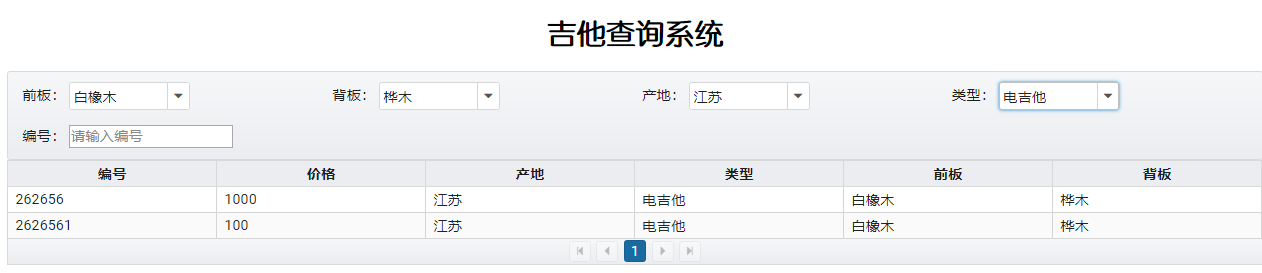 吉他查询系统
前板： 白橡木 背板： 桦木 产地： 江苏 类型： 电吉他
编号： 请输入编号
编号 价格 产地 类型 前板 背板
262656 1000 江苏 电吉他 白橡木 桦木
2626561 100 江苏 电吉他 白橡木 桦木
1